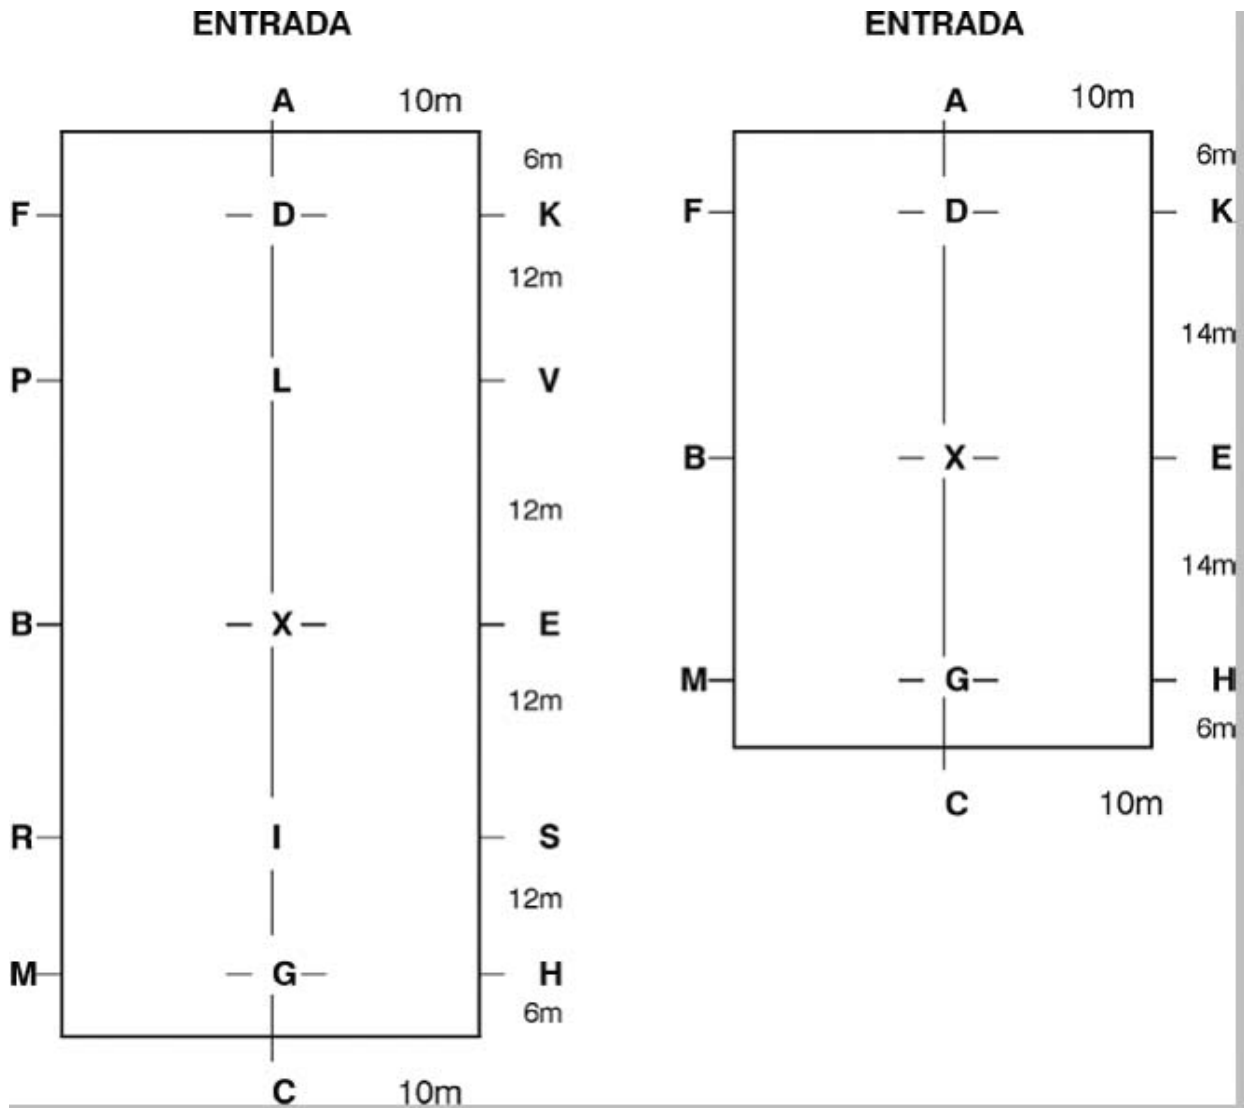 ENTRADA
A 10m
6m
F D K
12m
P L V
12m
B X E
12m
R I S
12m
M G H
6m
C 10m
ENTRADA
A 10m
6m
F D K
14m
B X E
14m
M G H
6m
C 10m